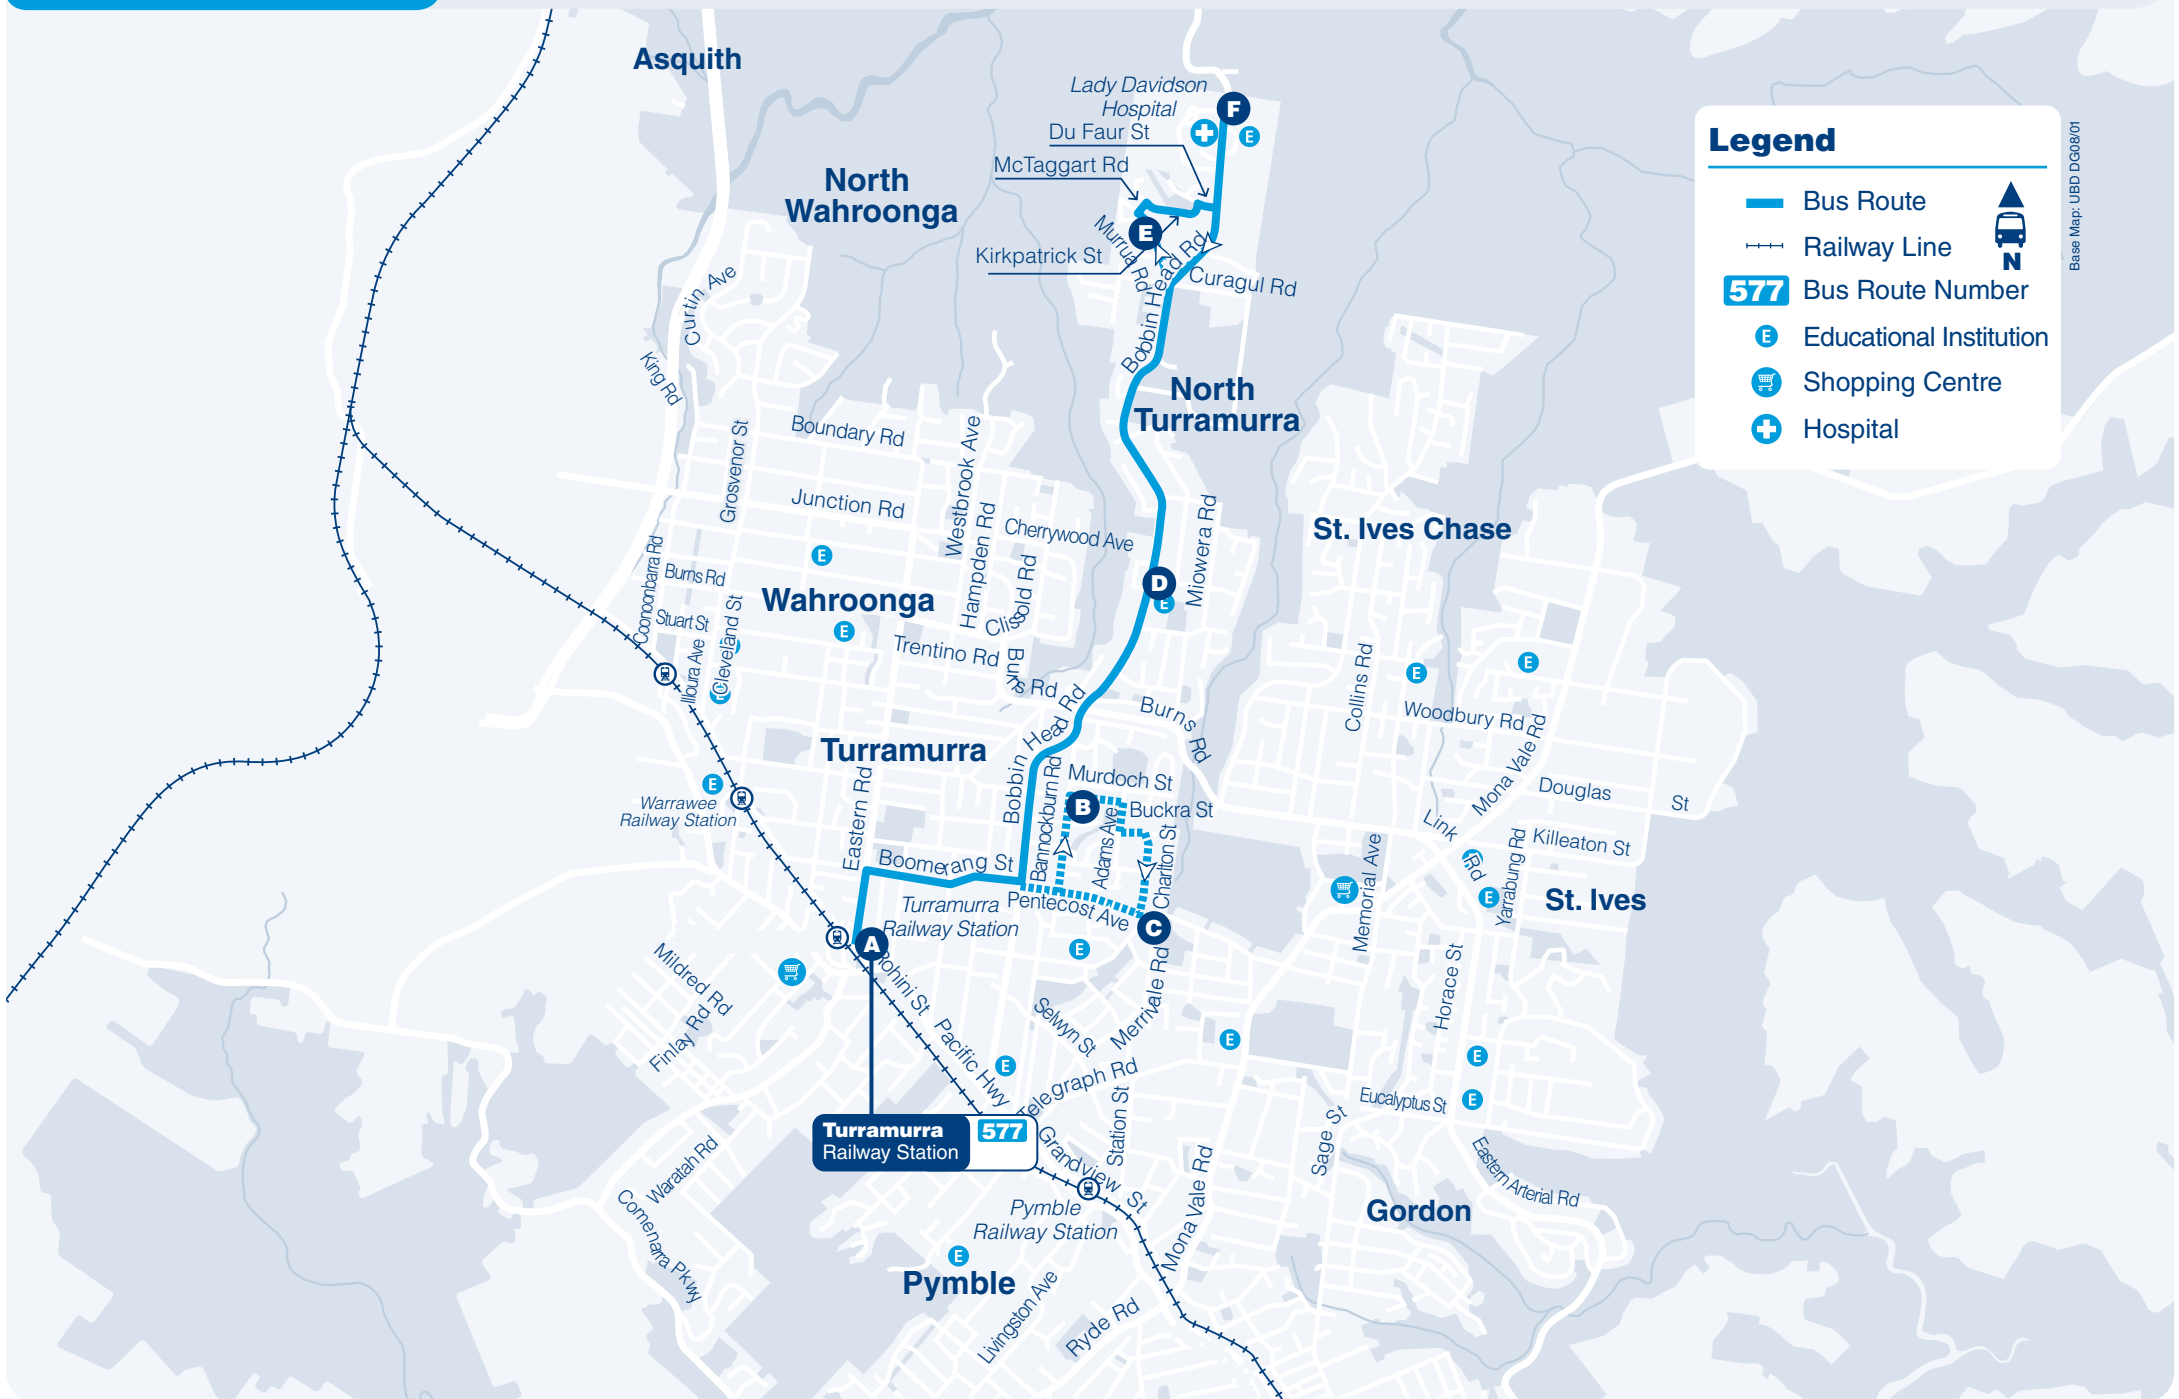 Asquith
Lady Davidson
Hospital
F
E
Du Faur St
McTaggart Rd
North
Wahroonga
E
Murrua Rd
Kirkpatrick St
Bobbin Head Rd
Curagul Rd
Curtin Ave
King Rd
North
Turramurra
Legend
Bus Route
Railway Line
N
577 Bus Route Number
E Educational Institution
Shopping Centre
Hospital
Base Map: UBD DG08/01
Boundary Rd
Grosvenor St
Westbrook Ave
Junction Rd
Hampden Rd
Cherrywood Ave
Miowera Rd
St. Ives Chase
Coonoonbarra Rd
Burns Rd
E
Clissold Rd
D
E
Wahroonga
Stuart St
Cleveland St
E
Trentino Rd
Burns Rd
Illoura Ave
E
Collins Rd
E
E
Burns Rd
Woodbury Rd
Mona Vale Rd
Turramurra
Bobbin Head Rd
Murdoch St
Douglas St
E
Warrawee
Railway Station
Eastern Rd
Bannockburn Rd
B
Buckra St
Adams Ave
Charlton St
Link Rd
Killeaton St
Yarraburg Rd
Boomerang St
Memorial Ave
E
St. Ives
Turramurra
Railway Station
Pentecost Ave
A
C
E
Rohini St
Mildred Rd
Finlay Rd
Selwyn St
Merrivale Rd
Horace St
Pacific Hwy
E
E
E
Telegraph Rd
Station St
Eucalyptus St
E
Sage St
Turramurra
Railway Station
577
Grandview St
Waratah Rd
Comenarra Pkwy
Eastern Arterial Rd
Pymble
Railway Station
Mona Vale Rd
Gordon
E
Pymble
Livingston Ave
Ryde Rd